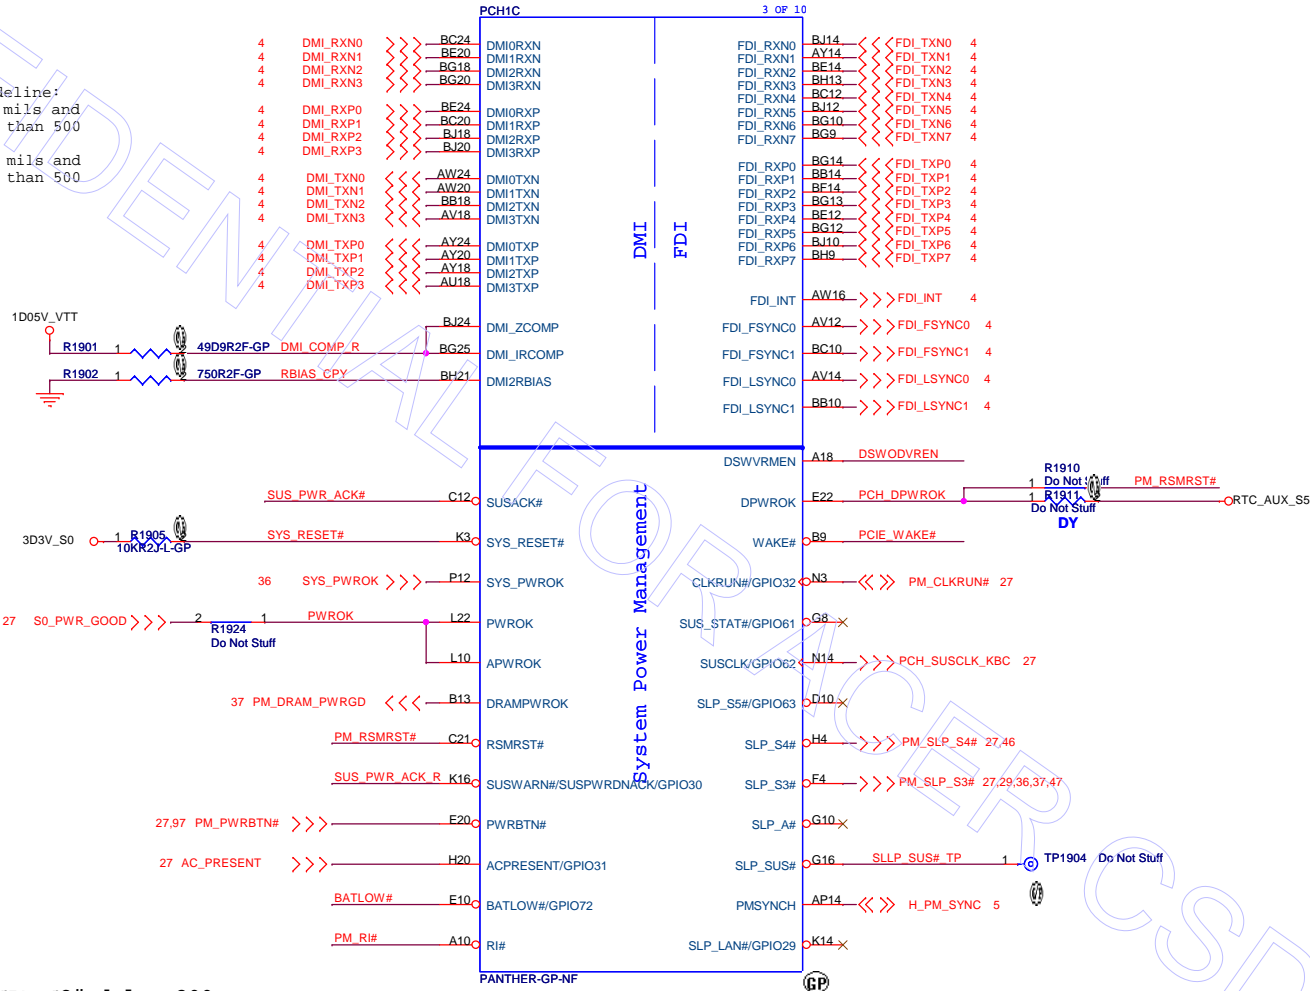 PCH1C
3 OF 10
deline:
mils and
than 500
mils and
than 500
4 DMI_RXN0 BC24 DMI0RXN
4 DMI_RXN1 BE20 DMI1RXN
4 DMI_RXN2 BG18 DMI2RXN
4 DMI_RXN3 BG20 DMI3RXN
4 DMI_RXP0 BE24 DMI0RXP
4 DMI_RXP1 BC20 DMI1RXP
4 DMI_RXP2 BJ18 DMI2RXP
4 DMI_RXP3 BJ20 DMI3RXP
4 DMI_TXN0 AW24 DMI0TXN
4 DMI_TXN1 AW20 DMI1TXN
4 DMI_TXN2 BB18 DMI2TXN
4 DMI_TXN3 AV18 DMI3TXN
4 DMI_TXP0 AY24 DMI0TXP
4 DMI_TXP1 AY20 DMI1TXP
4 DMI_TXP2 AY18 DMI2TXP
4 DMI_TXP3 AU18 DMI3TXP
1D05V_VTT
BJ24 DMI_ZCOMP
R1901 1 2 49D9R2F-GP DMI_COMP_R BG25 DMI_IRCOMP
R1902 1 2 750R2F-GP RBIAS_CPY BH21 DMI2RBIAS
DMI
FDI
FDI_RXN0 BJ14 FDI_TXN0 4
FDI_RXN1 AY14 FDI_TXN1 4
FDI_RXN2 BE14 FDI_TXN2 4
FDI_RXN3 BH13 FDI_TXN3 4
FDI_RXN4 BC12 FDI_TXN4 4
FDI_RXN5 BJ12 FDI_TXN5 4
FDI_RXN6 BG10 FDI_TXN6 4
FDI_RXN7 BG9 FDI_TXN7 4
FDI_RXP0 BG14 FDI_TXP0 4
FDI_RXP1 BB14 FDI_TXP1 4
FDI_RXP2 BF14 FDI_TXP2 4
FDI_RXP3 BG13 FDI_TXP3 4
FDI_RXP4 BE12 FDI_TXP4 4
FDI_RXP5 BG12 FDI_TXP5 4
FDI_RXP6 BJ10 FDI_TXP6 4
FDI_RXP7 BH9 FDI_TXP7 4
FDI_INT AW16 FDI_INT 4
FDI_FSYNC0 AV12 FDI_FSYNC0 4
FDI_FSYNC1 BC10 FDI_FSYNC1 4
FDI_LSYNC0 AV14 FDI_LSYNC0 4
FDI_LSYNC1 BB10 FDI_LSYNC1 4
System Power Management
SUS_PWR_ACK# C12 SUSACK#
3D3V_S0 1 R1905 2 SYS_RESET# K3 SYS_RESET#
10KR2J-L-GP
36 SYS_PWROK P12 SYS_PWROK
27 S0_PWR_GOOD 2 1 PWROK L22 PWROK
R1924
Do Not Stuff
L10 APWROK
37 PM_DRAM_PWRGD B13 DRAMPWROK
PM_RSMRST# C21 RSMRST#
SUS_PWR_ACK_R K16 SUSWARN#/SUSPWRDNACK/GPIO30
27,97 PM_PWRBTN# E20 PWRBTN#
27 AC_PRESENT H20 ACPRESENT/GPIO31
BATLOW# E10 BATLOW#/GPIO72
PM_RI# A10 RI#
DSWVRMEN A18 DSWODVREN
R1910
1 Do Not Stuff PM_RSMRST#
DPWROK E22 PCH_DPWROK 1 R1911 RTC_AUX_S5
Do Not Stuff
DY
WAKE# B9 PCIE_WAKE#
CLKRUN#/GPIO32 N3 PM_CLKRUN# 27
SUS_STAT#/GPIO61 G8
SUSCLK/GPIO62 N14 PCH_SUSCLK_KBC 27
SLP_S5#/GPIO63 D10
SLP_S4# H4 PM_SLP_S4# 27,46
SLP_S3# F4 PM_SLP_S3# 27,29,36,37,47
SLP_A# G10
SLP_SUS# G16 SLLP_SUS#_TP 1 TP1904 Do Not Stuff
PMSYNCH AP14 H_PM_SYNC 5
SLP_LAN#/GPIO29 K14
PANTHER-GP-NF
GP
FIDENTIAL FOR ACER CSD